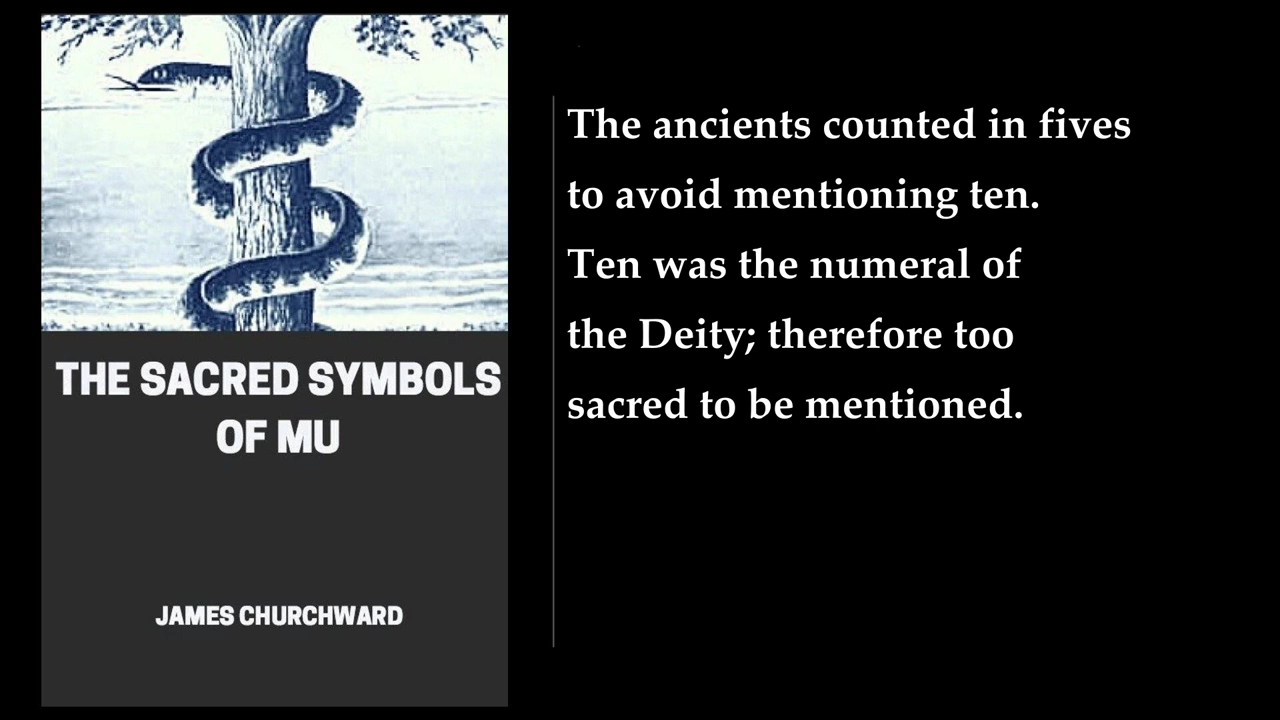 THE SACRED SYMBOLS
OF MU
JAMES CHURCHWARD
The ancients counted in fives
to avoid mentioning ten.
Ten was the numeral of
the Deity; therefore too
sacred to be mentioned.